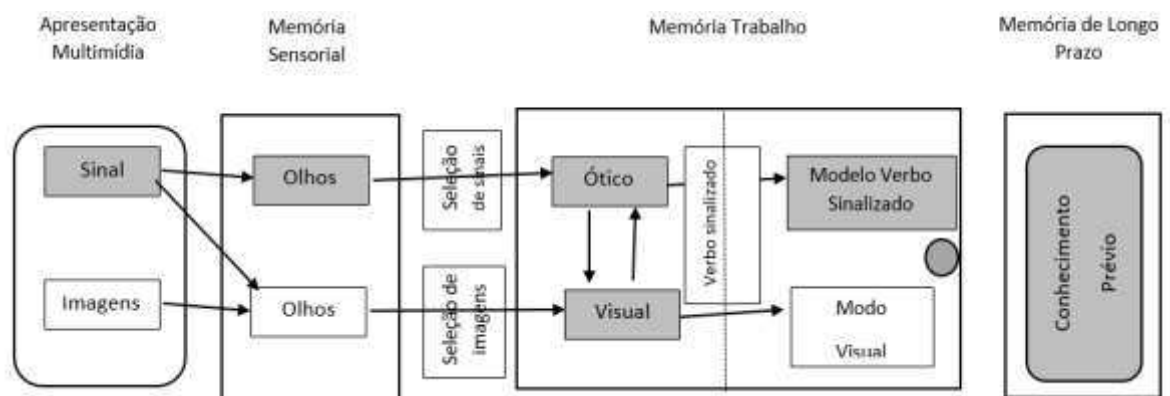 Apresentação
Multimídia
Memória
Sensorial
Memória Trabalho
Memória de Longo
Prazo
Sinal
Olhos
Seleção
de sinais
Ótico
Verbo sinalizado
Modelo Verbo
Sinalizado
Imagens
Olhos
Seleção de
imagens
Visual
Modo
Visual
Conhecimento
Prévio